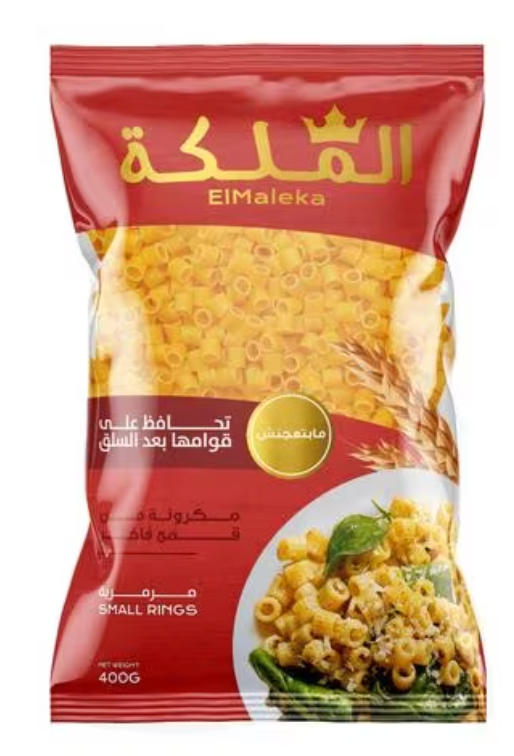 الملكة
ElMaleka
تحافظ على
قوامها بعد السلق
مابتعجنش
مكرونة من
قمح فاخر
مرمرية
SMALL RINGS
NET WEIGHT
400G